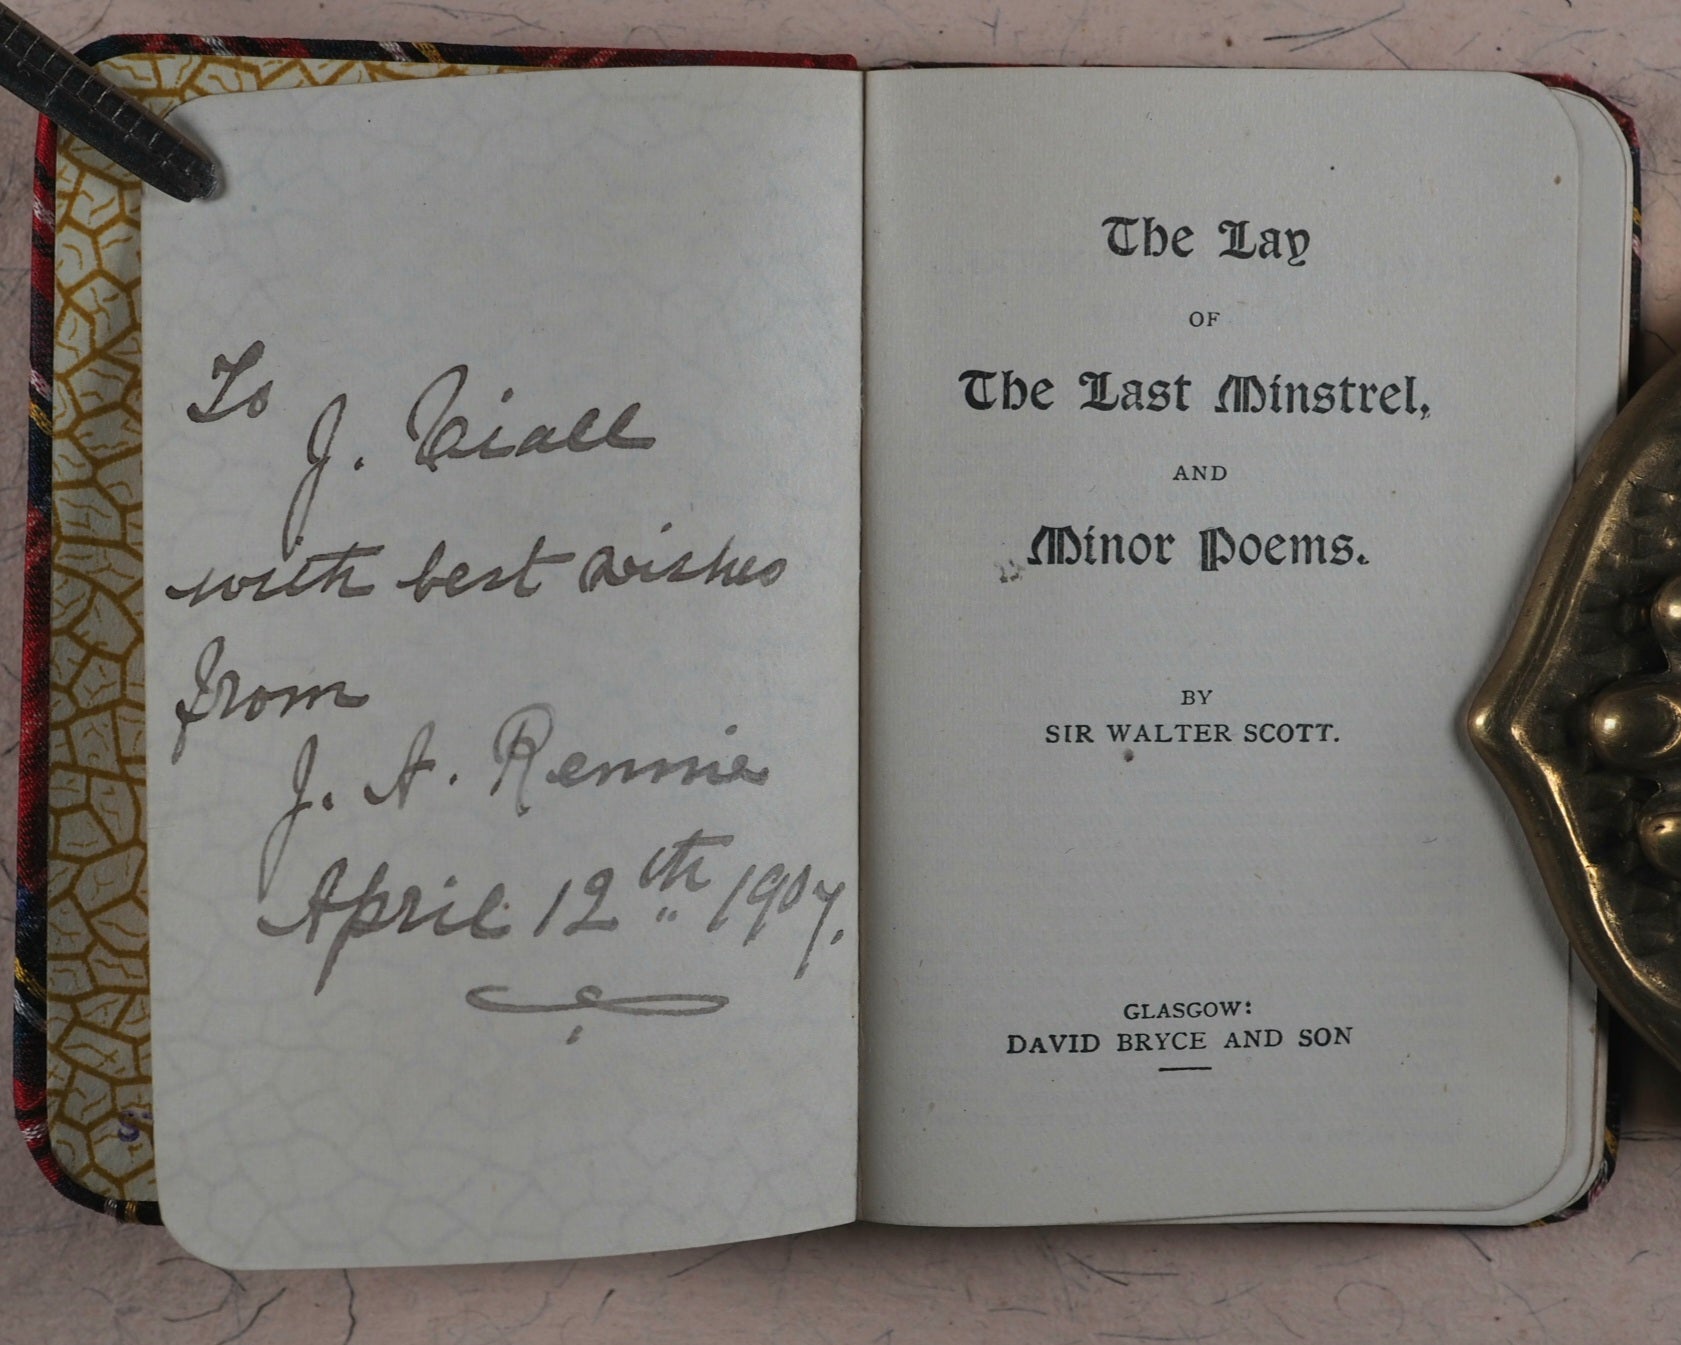 To
J. Viall
with best wishes
from
J. A. Rennie
April 12th 1907.
The Lay
OF
The Last Minstrel,
AND
Minor Poems.
BY
SIR WALTER SCOTT.
GLASGOW:
DAVID BRYCE AND SON